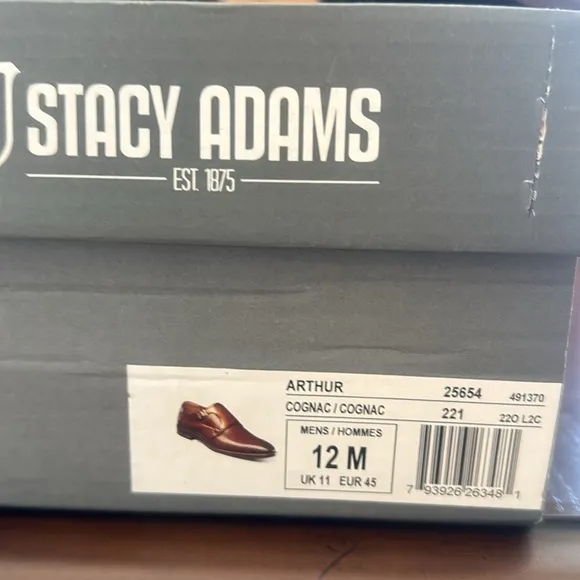 STACY ADAMS
EST. 1875
ARTHUR 25654 491370
COGNAC / COGNAC 221 22O L2C
MENS / HOMMES
12 M
UK 11 EUR 45
7 93926 26348 1